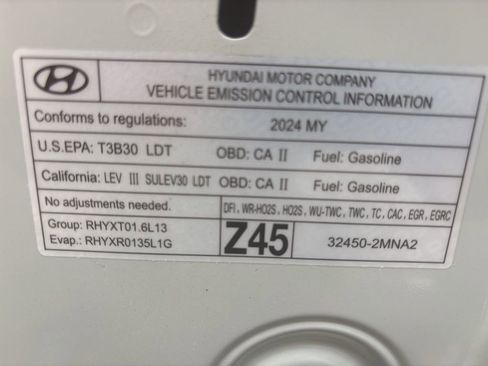 HYUNDAI MOTOR COMPANY
VEHICLE EMISSION CONTROL INFORMATION
Conforms to regulations: 2024 MY
U.S.EPA: T3B30 LDT OBD: CA II Fuel: Gasoline
California: LEV III SULEV30 LDT OBD: CA II Fuel: Gasoline
No adjustments needed. DFI, WR-HO2S, HO2S, WU-TWC, TWC, TC, CAC, EGR, EGRC
Group: RHYXT01.6L13
Evap.: RHYXR0135L1G
Z45
32450-2MNA2